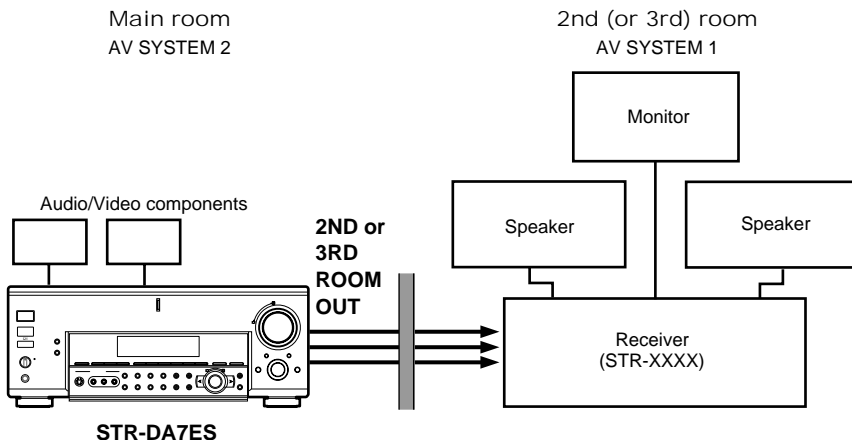 Main room
AV SYSTEM 2
2nd (or 3rd) room
AV SYSTEM 1
Monitor
Audio/Video components
2ND or
3RD
ROOM
OUT
Speaker
Speaker
Receiver
(STR-XXXX)
STR-DA7ES